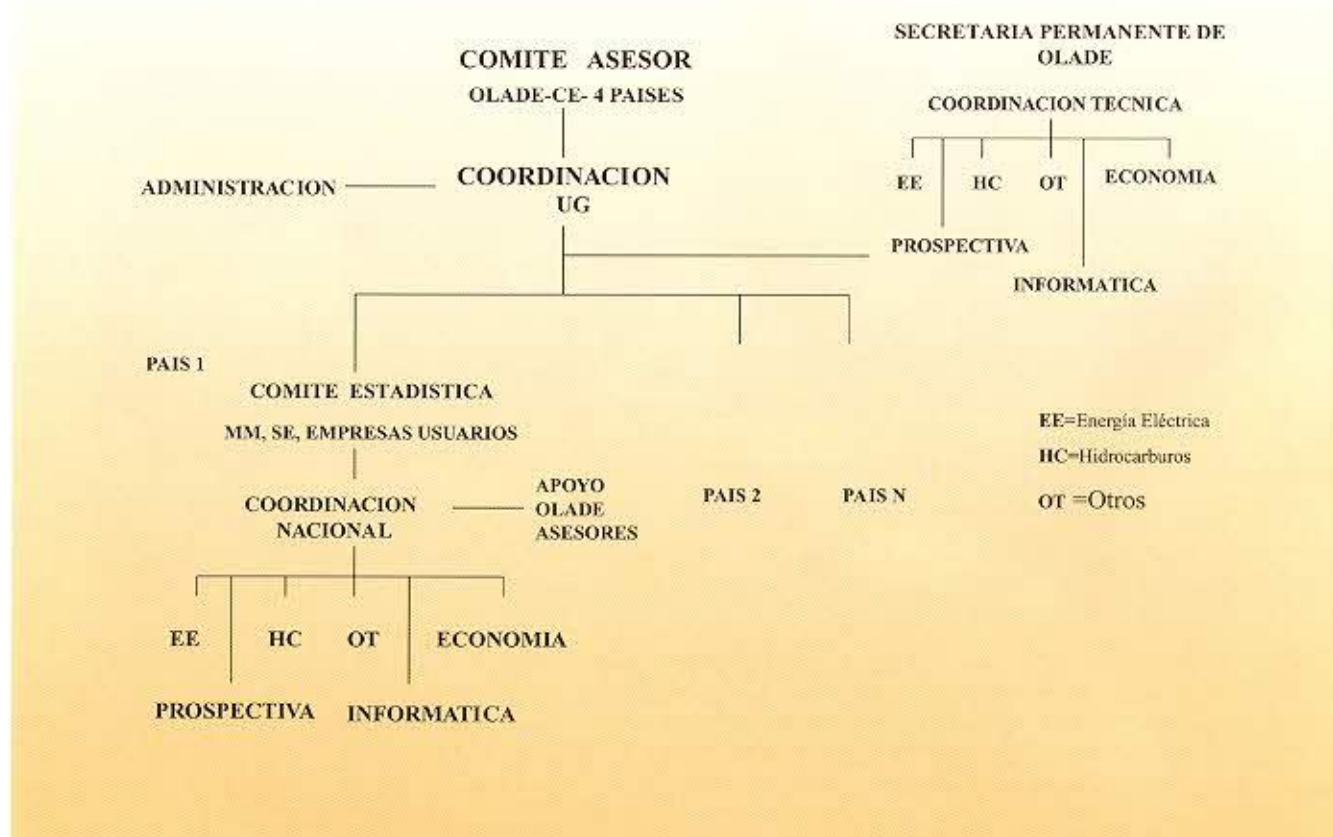 COMITE ASESOR
OLADE-CE- 4 PAISES
SECRETARIA PERMANENTE DE
OLADE
COORDINACION TECNICA
EE
HC
OT
ECONOMIA
PROSPECTIVA
INFORMATICA
ADMINISTRACION
COORDINACION
UG
PAIS 1
COMITE ESTADISTICA
MM, SE, EMPRESAS USUARIOS
COORDINACION
NACIONAL
APOYO
OLADE
ASESORES
PAIS 2
PAIS N
EE=Energía Eléctrica
HC=Hidrocarburos
OT =Otros
EE
HC
OT
ECONOMIA
PROSPECTIVA
INFORMATICA